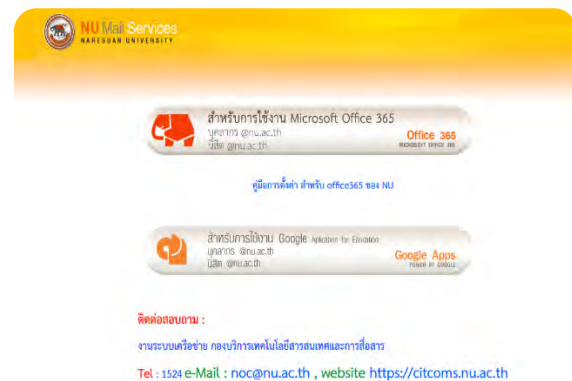 NU Mail Services
NARESUAN UNIVERSITY
สำหรับการใช้งาน Microsoft Office 365
บุคลากร @nu.ac.th
นิสิต @nu.ac.th
Office 365
MICROSOFT OFFICE 365
คู่มือการตั้งค่า สำหรับ office365 ของ NU
สำหรับการใช้งาน Google Aplication for Education
บุคลากร @nu.ac.th
นิสิต @nu.ac.th
Google Apps
POWER BY GOOGLE
ติดต่อสอบถาม :
งานระบบเครือข่าย กองบริการเทคโนโลยีสารสนเทศและการสื่อสาร
Tel : 1524 e-Mail : noc@nu.ac.th , website https://citcoms.nu.ac.th